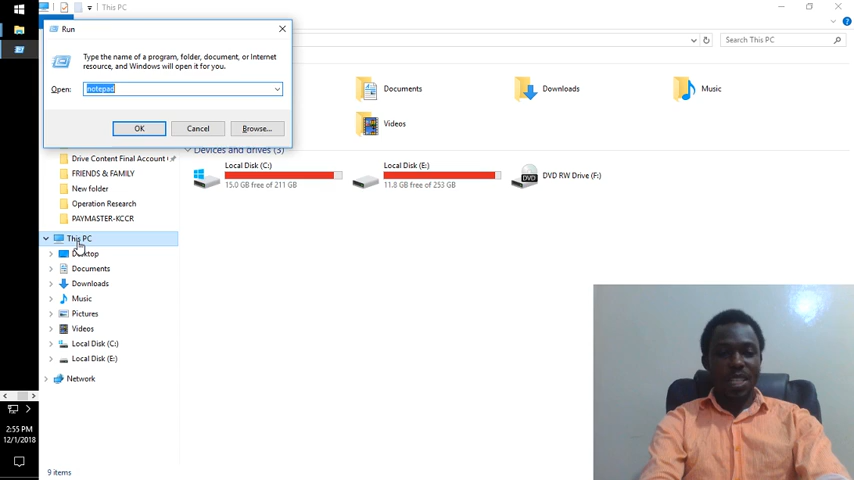 This PC
Run
Type the name of a program, folder, document, or Internet
resource, and Windows will open it for you.
Open:
notepad
OK
Cancel
Browse...
Search This PC
Documents
Downloads
Music
Videos
Devices and drives (3)
Local Disk (C:)
15.0 GB free of 211 GB
Local Disk (E:)
11.8 GB free of 253 GB
DVD RW Drive (F:)
Drive Content Final Account
FRIENDS & FAMILY
New folder
Operation Research
PAYMASTER-KCCR
This PC
Desktop
Documents
Downloads
Music
Pictures
Videos
Local Disk (C:)
Local Disk (E:)
Network
2:55 PM
12/1/2018
9 items